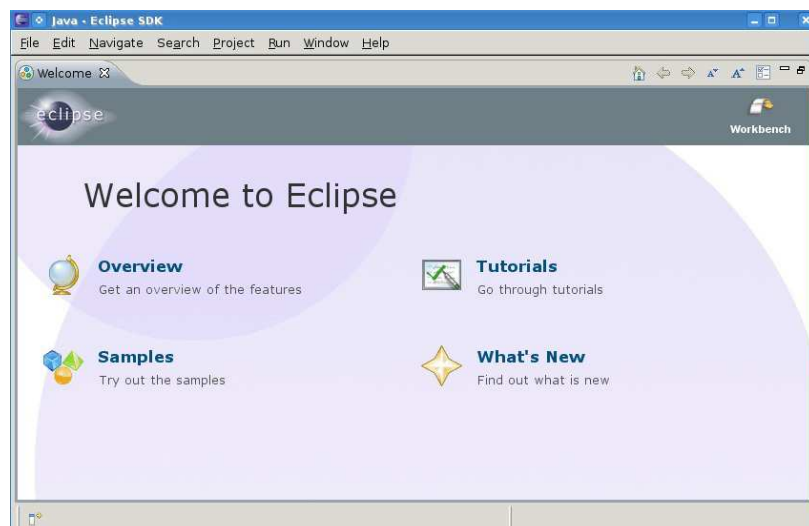 Java - Eclipse SDK
File Edit Navigate Search Project Run Window Help
Welcome
eclipse
Workbench
Welcome to Eclipse
Overview
Get an overview of the features
Tutorials
Go through tutorials
Samples
Try out the samples
What's New
Find out what is new